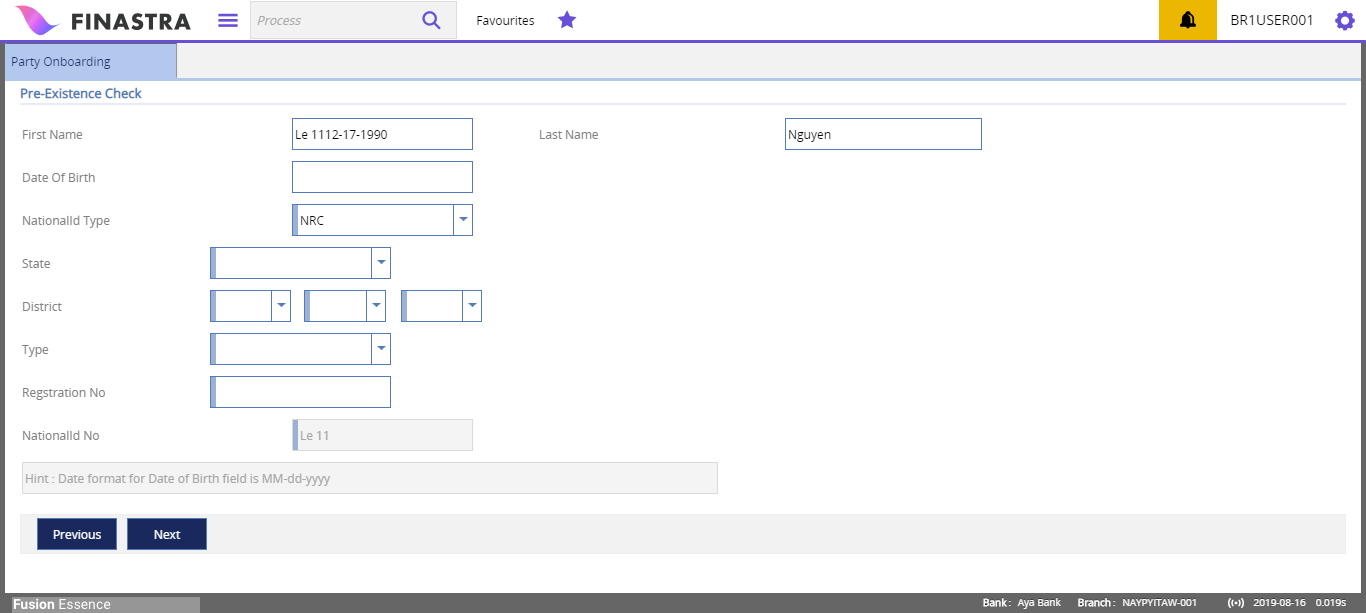 FINASTRA Process Favourites BR1USER001
Party Onboarding
Pre-Existence Check
First Name Le 1112-17-1990 Last Name Nguyen
Date Of Birth
NationalId Type NRC
State
District
Type
Regstration No
NationalId No Le 11
Hint : Date format for Date of Birth field is MM-dd-yyyy
Previous Next
Fusion Essence Bank : Aya Bank Branch : NAYPYITAW-001 2019-08-16 0.019s